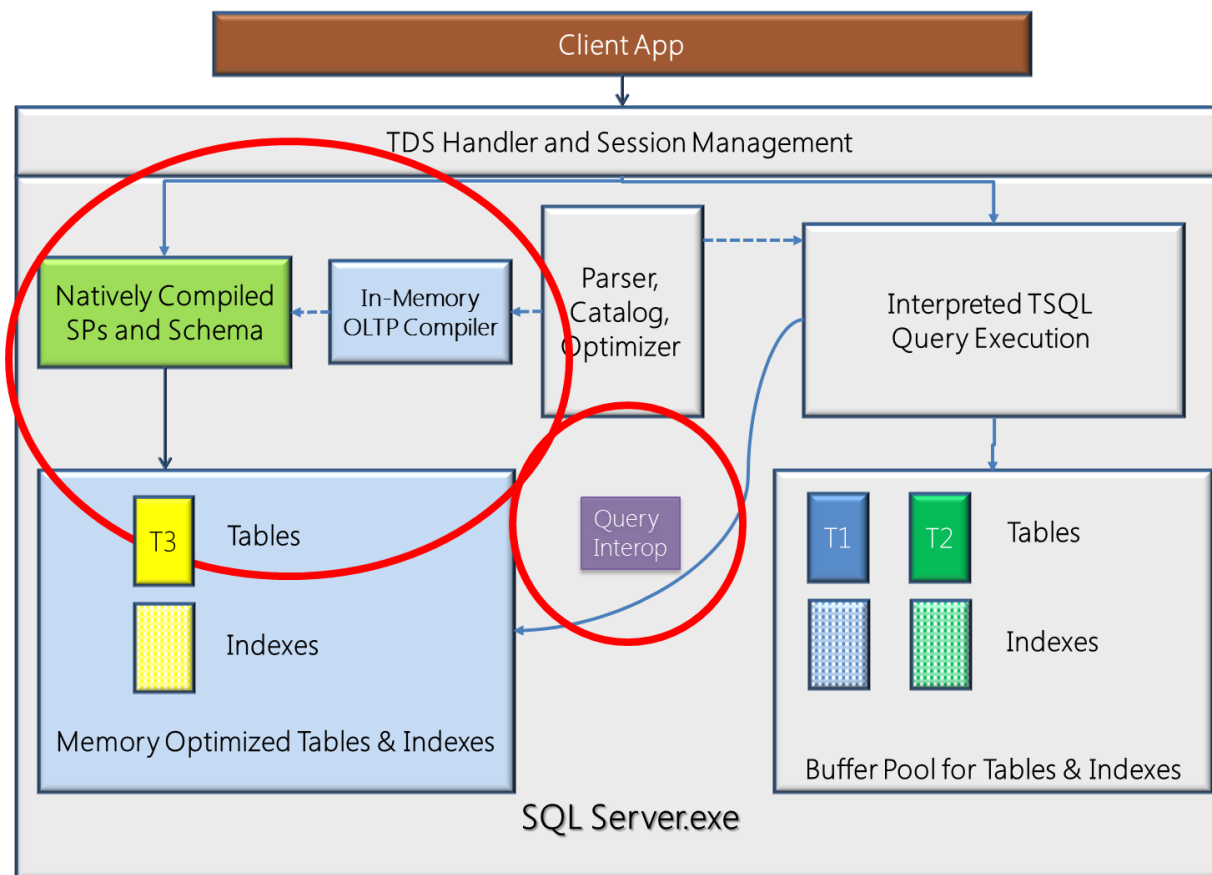 Client App
TDS Handler and Session Management
Natively Compiled
SPs and Schema
In-Memory
OLTP Compiler
Parser,
Catalog,
Optimizer
Interpreted TSQL
Query Execution
T3
Tables
Indexes
Memory Optimized Tables & Indexes
Query
Interop
T1
T2
Tables
Indexes
Buffer Pool for Tables & Indexes
SQL Server.exe